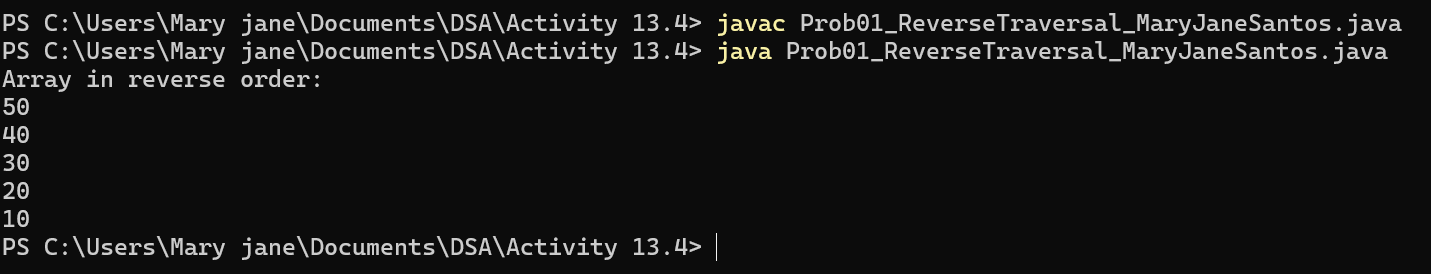 PS C:\Users\Mary jane\Documents\DSA\Activity 13.4> javac Prob01_ReverseTraversal_MaryJaneSantos.java
PS C:\Users\Mary jane\Documents\DSA\Activity 13.4> java Prob01_ReverseTraversal_MaryJaneSantos.java
Array in reverse order:
50
40
30
20
10
PS C:\Users\Mary jane\Documents\DSA\Activity 13.4>